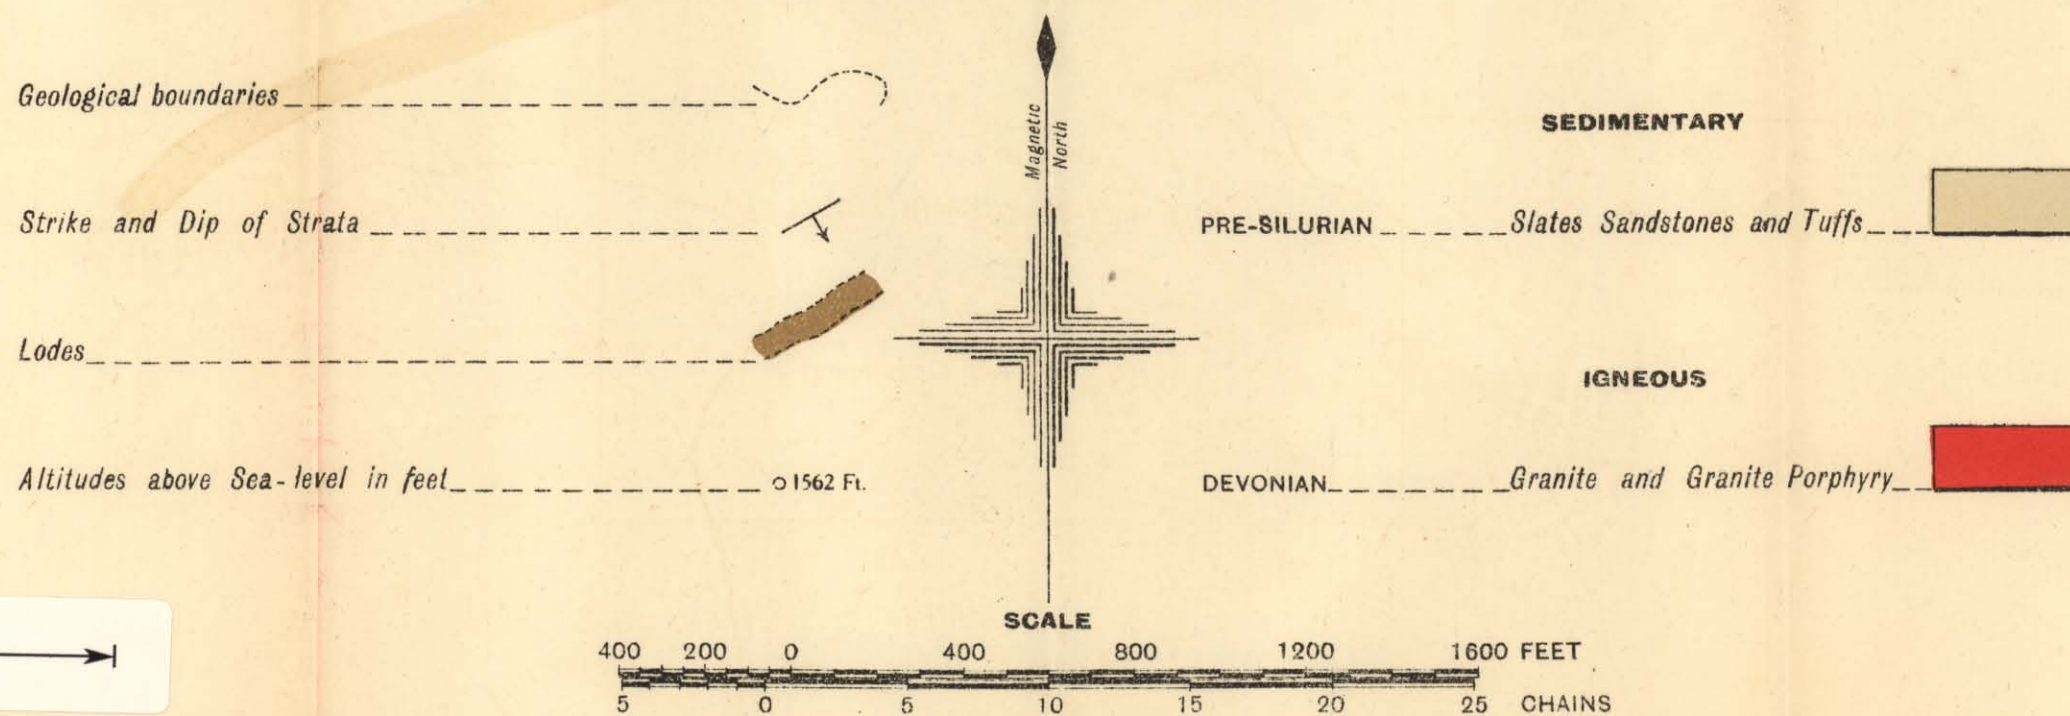 Geological boundaries
Strike and Dip of Strata
Lodes
Altitudes above Sea-level in feet 1562 Ft.
Magnetic North
SEDIMENTARY
PRE-SILURIAN Slates Sandstones and Tuffs
IGNEOUS
DEVONIAN Granite and Granite Porphyry
SCALE
400 200 0 400 800 1200 1600 FEET
5 0 5 10 15 20 25 CHAINS